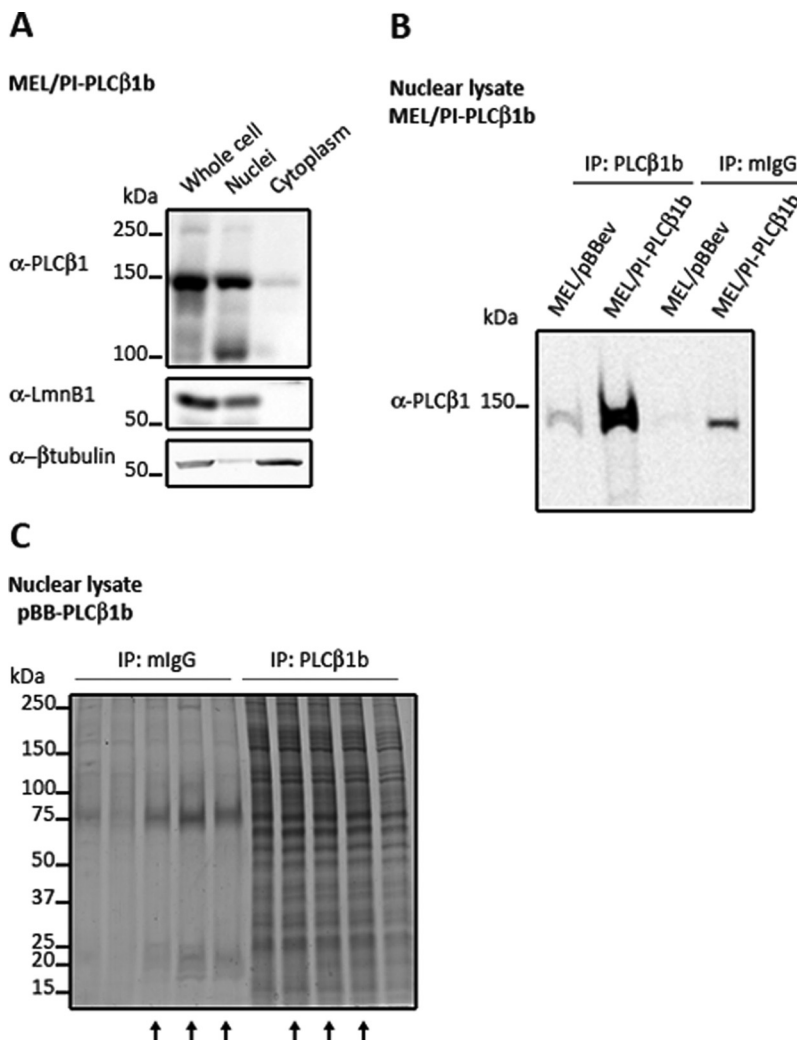 A
MEL/PI-PLCβ1b
Whole cell
Nuclei
Cytoplasm
kDa
250
α-PLCβ1
150
100
α-LmnB1
50
α–βtubulin
50
B
Nuclear lysate
MEL/PI-PLCβ1b
IP: PLCβ1b IP: mIgG
MEL/pBBev
MEL/PI-PLCβ1b
MEL/pBBev
MEL/PI-PLCβ1b
kDa
α-PLCβ1 150
C
Nuclear lysate
pBB-PLCβ1b
IP: mIgG IP: PLCβ1b
kDa
250
150
100
75
50
37
25
20
15